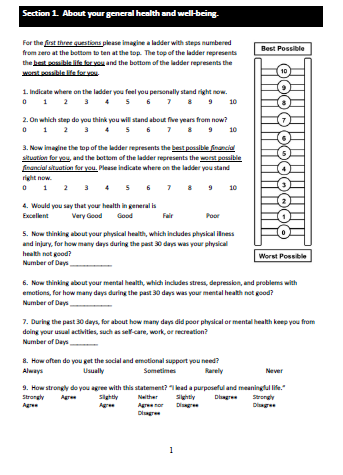 Section 1. About your general health and well-being.
For the first three questions please imagine a ladder with steps numbered
from zero at the bottom to ten at the top. The top of the ladder represents
the best possible life for you and the bottom of the ladder represents the
worst possible life for you.
1. Indicate where on the ladder you feel you personally stand right now.
0 1 2 3 4 5 6 7 8 9 10
2. On which step do you think you will stand about five years from now?
0 1 2 3 4 5 6 7 8 9 10
3. Now imagine the top of the ladder represents the best possible financial
situation for you, and the bottom of the ladder represents the worst possible
financial situation for you. Please indicate where on the ladder you stand
right now.
0 1 2 3 4 5 6 7 8 9 10
Best Possible
10
9
8
7
6
5
4
3
2
1
0
Worst Possible
4. Would you say that your health in general is
Excellent Very Good Good Fair Poor
5. Now thinking about your physical health, which includes physical illness
and injury, for how many days during the past 30 days was your physical
health not good?
Number of Days ________
6. Now thinking about your mental health, which includes stress, depression, and problems with
emotions, for how many days during the past 30 days was your mental health not good?
Number of Days ________
7. During the past 30 days, for about how many days did poor physical or mental health keep you from
doing your usual activities, such as self-care, work, or recreation?
Number of Days ________
8. How often do you get the social and emotional support you need?
Always Usually Sometimes Rarely Never
9. How strongly do you agree with this statement? "I lead a purposeful and meaningful life."
Strongly Agree Slightly Neither Slightly Disagree Strongly
Agree Agree Agree nor Disagree Disagree
Disagree
1